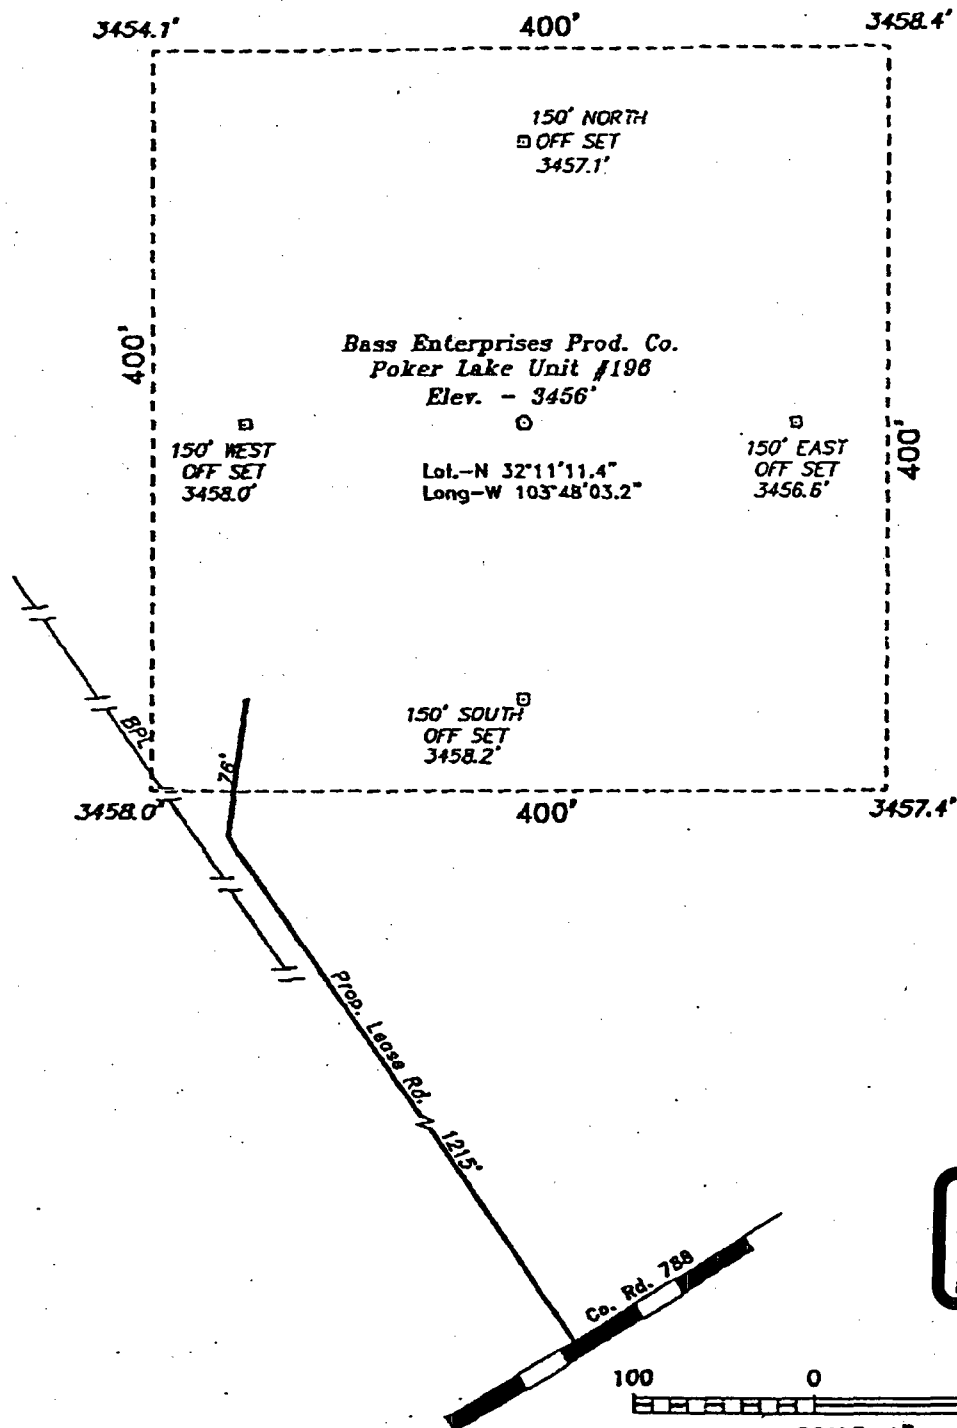 3454.1'
400'
3458.4'
150' NORTH
OFF SET
3457.1'
400'
Bass Enterprises Prod. Co.
Poker Lake Unit #196
Elev. - 3456'
150' WEST
OFF SET
3458.0'
Lat.-N 32°11'11.4"
Long-W 103°48'03.2"
150' EAST
OFF SET
3456.6'
400'
BPL
76'
150' SOUTH
OFF SET
3458.2'
3458.0'
400'
3457.4'
Prop. Lease Rd.
1215'
Co. Rd. 788
100 0